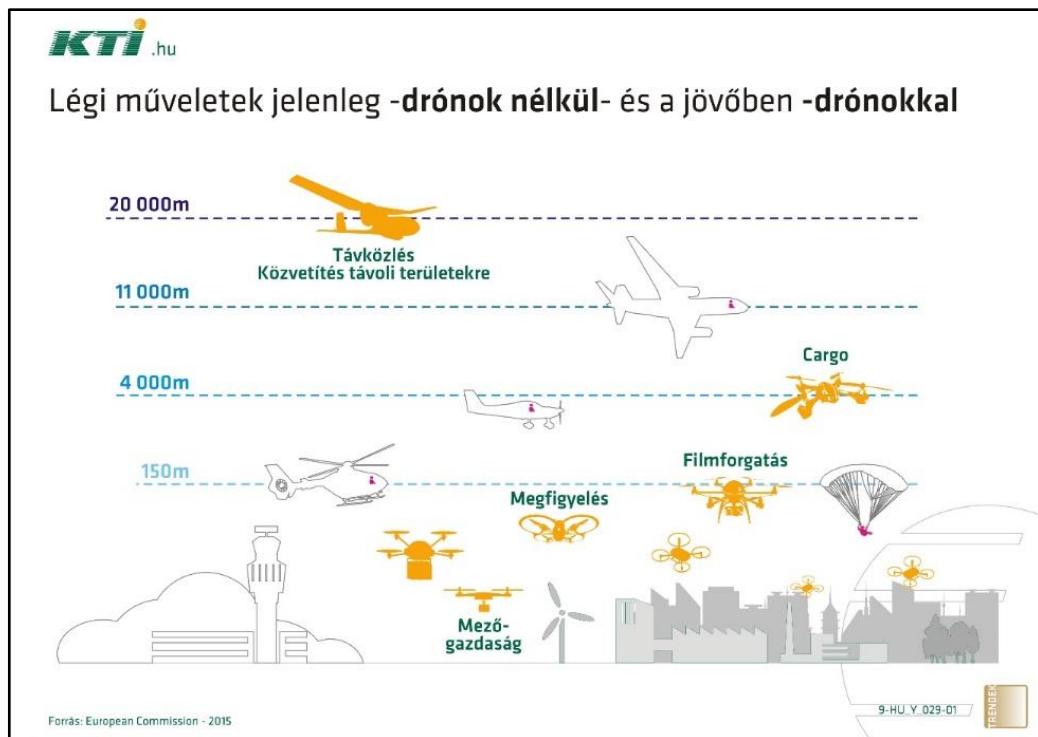 KTI.hu
Légi műveletek jelenleg -drónok nélkül- és a jövőben -drónokkal
20 000m
Távközlés
Közvetítés távoli területekre
11 000m
Cargo
4 000m
Filmforgatás
150m
Megfigyelés
Mező-
gazdaság
Forrás: European Commission - 2015
9-HU_Y_029-01
TRENDEK